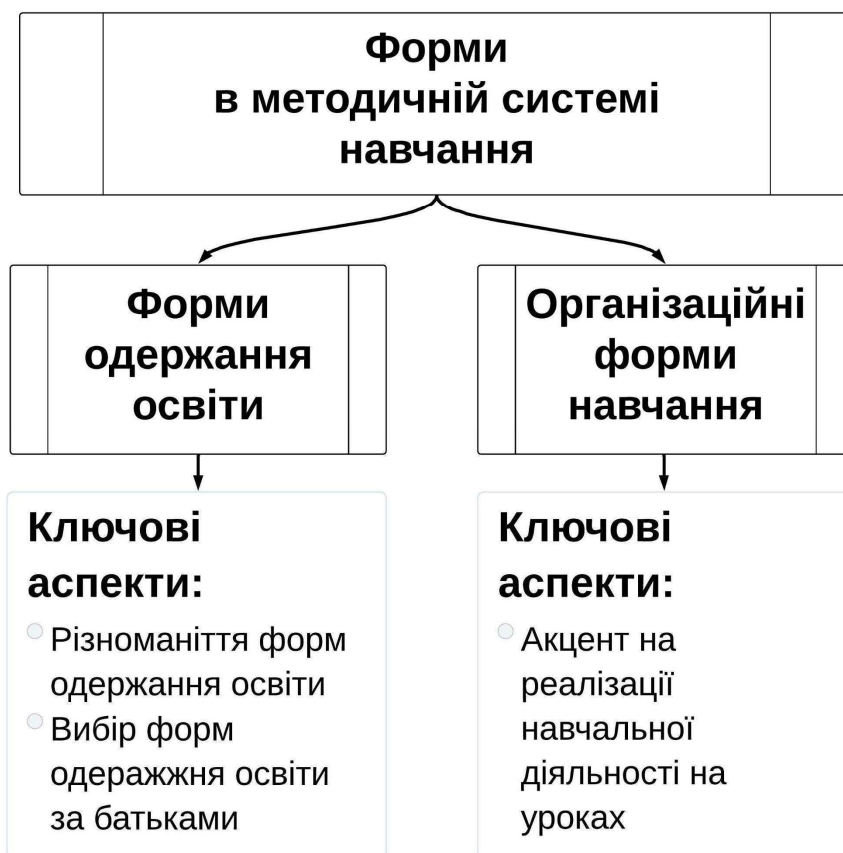 Форми
в методичній системі
навчання
Форми
одержання
освіти
Організаційні
форми
навчання
Ключові
аспекти:
Різноманіття форм
одержання освіти
Вибір форм
одеражжня освіти
за батьками
Ключові
аспекти:
Акцент на
реалізації
навчальної
діяльності на
уроках